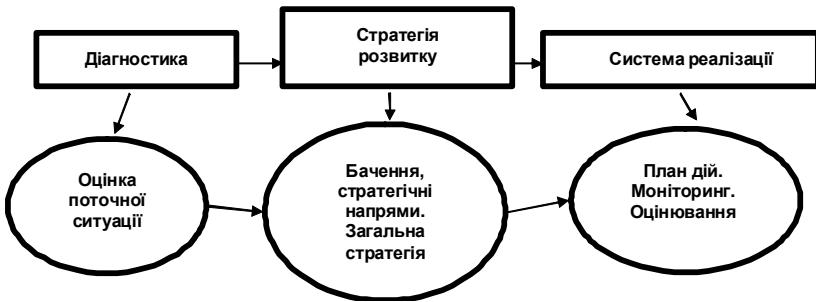 Діагностика
Стратегія
розвитку
Система реалізації
Оцінка
поточної
ситуації
Бачення,
стратегічні
напрями.
Загальна
стратегія
План дій.
Моніторинг.
Оцінювання